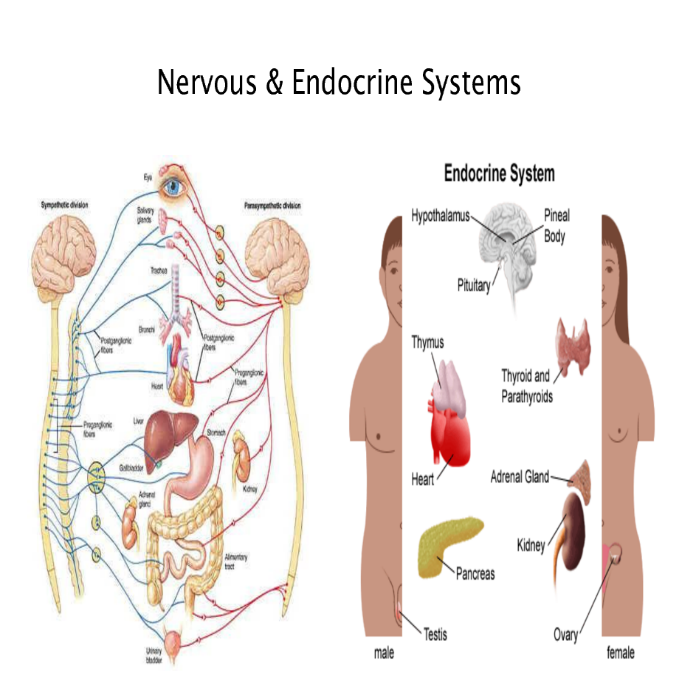 Nervous & Endocrine Systems
Sympathetic division
Eye
Parasympathetic division
Salivary
glands
Trachea
Bronchi
Postganglionic
fibers
Postganglionic
fibers
Preganglionic
fibers
Heart
Preganglionic
fibers
Liver
Stomach
Gallbladder
Adrenal
gland
Kidney
Alimentary
tract
Urinary
bladder
Endocrine System
Hypothalamus
Pineal
Body
Pituitary
Thymus
Thyroid and
Parathyroids
Heart
Adrenal Gland
Kidney
Pancreas
Testis
Ovary
male
female